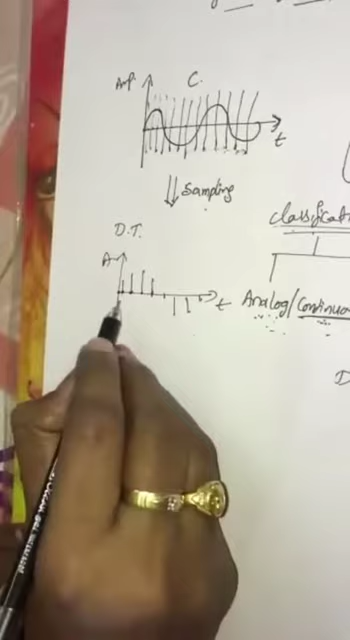 Amp. C.
t
Sampling
D.T.
A
t
Classificati
Analog/Continuo
D